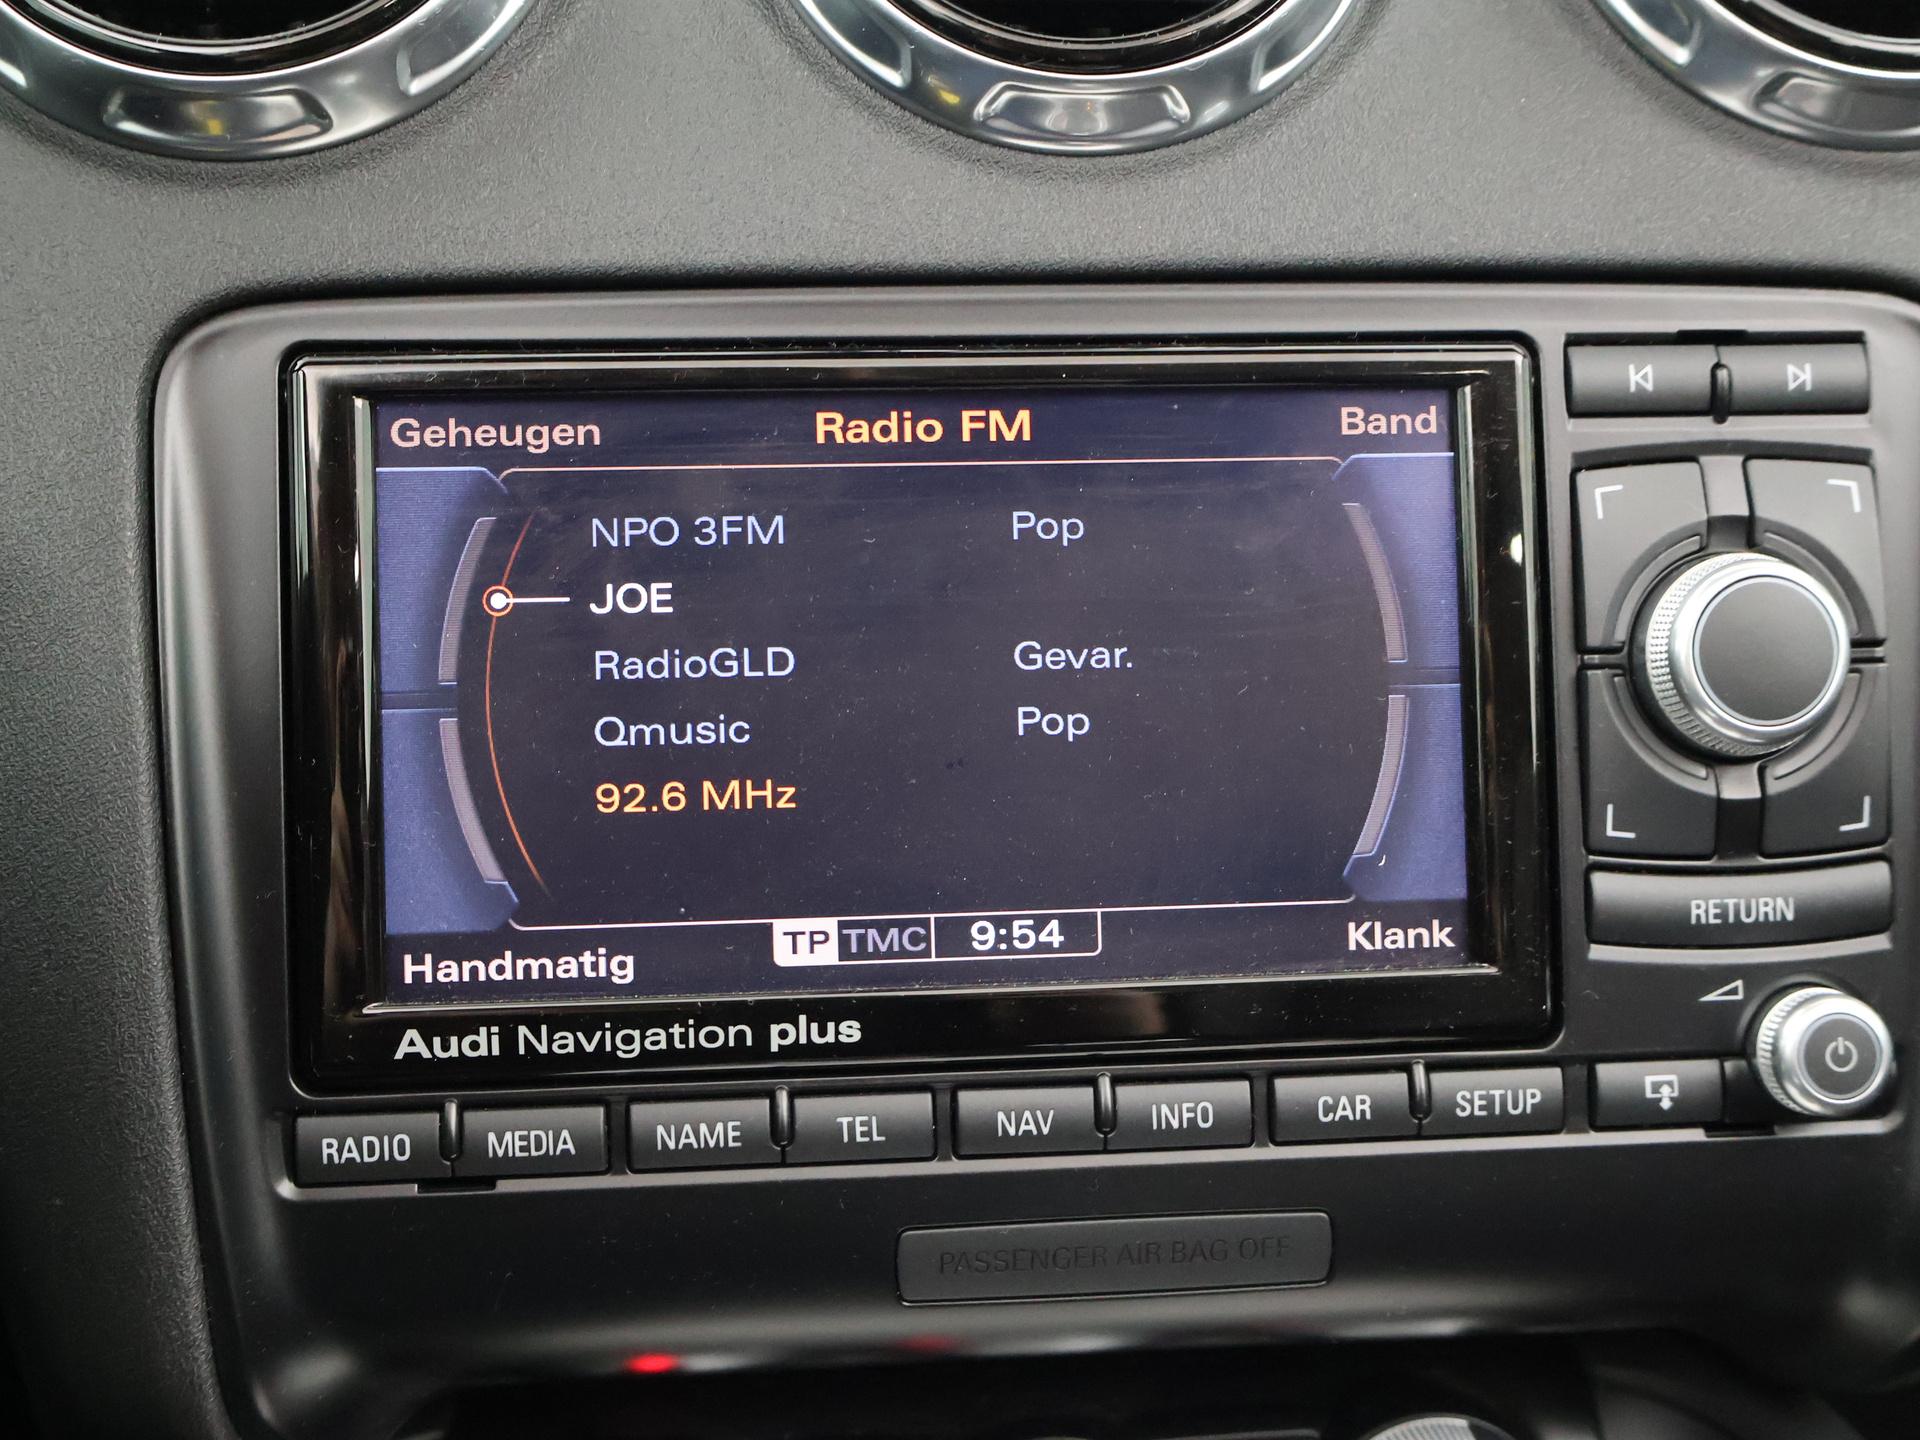 Geheugen Radio FM Band
NPO 3FM Pop
JOE
RadioGLD Gevar.
Qmusic Pop
92.6 MHz
Handmatig TP TMC 9:54 Klank
Audi Navigation plus
RETURN
RADIO MEDIA NAME TEL NAV INFO CAR SETUP
PASSENGER AIR BAG OFF